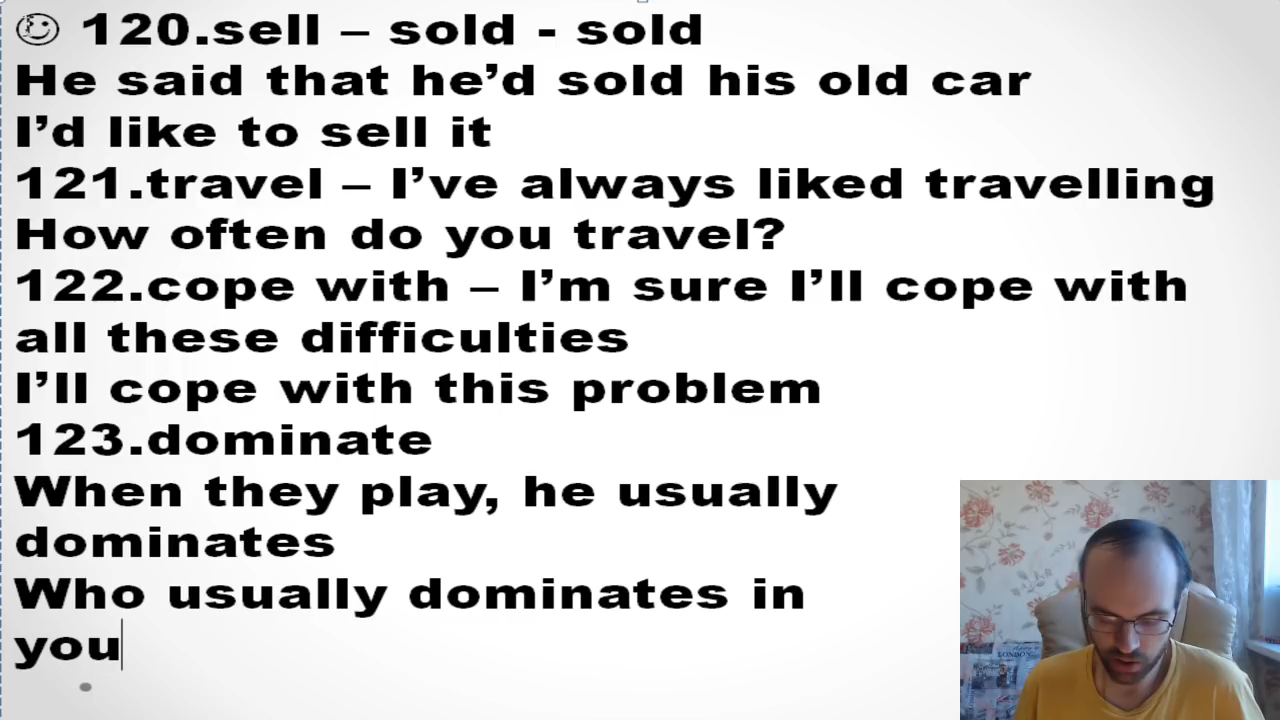 ☺ 120.sell – sold - sold
He said that he’d sold his old car
I’d like to sell it
121.travel – I’ve always liked travelling
How often do you travel?
122.cope with – I’m sure I’ll cope with
all these difficulties
I’ll cope with this problem
123.dominate
When they play, he usually
dominates
Who usually dominates in
you
LONDON